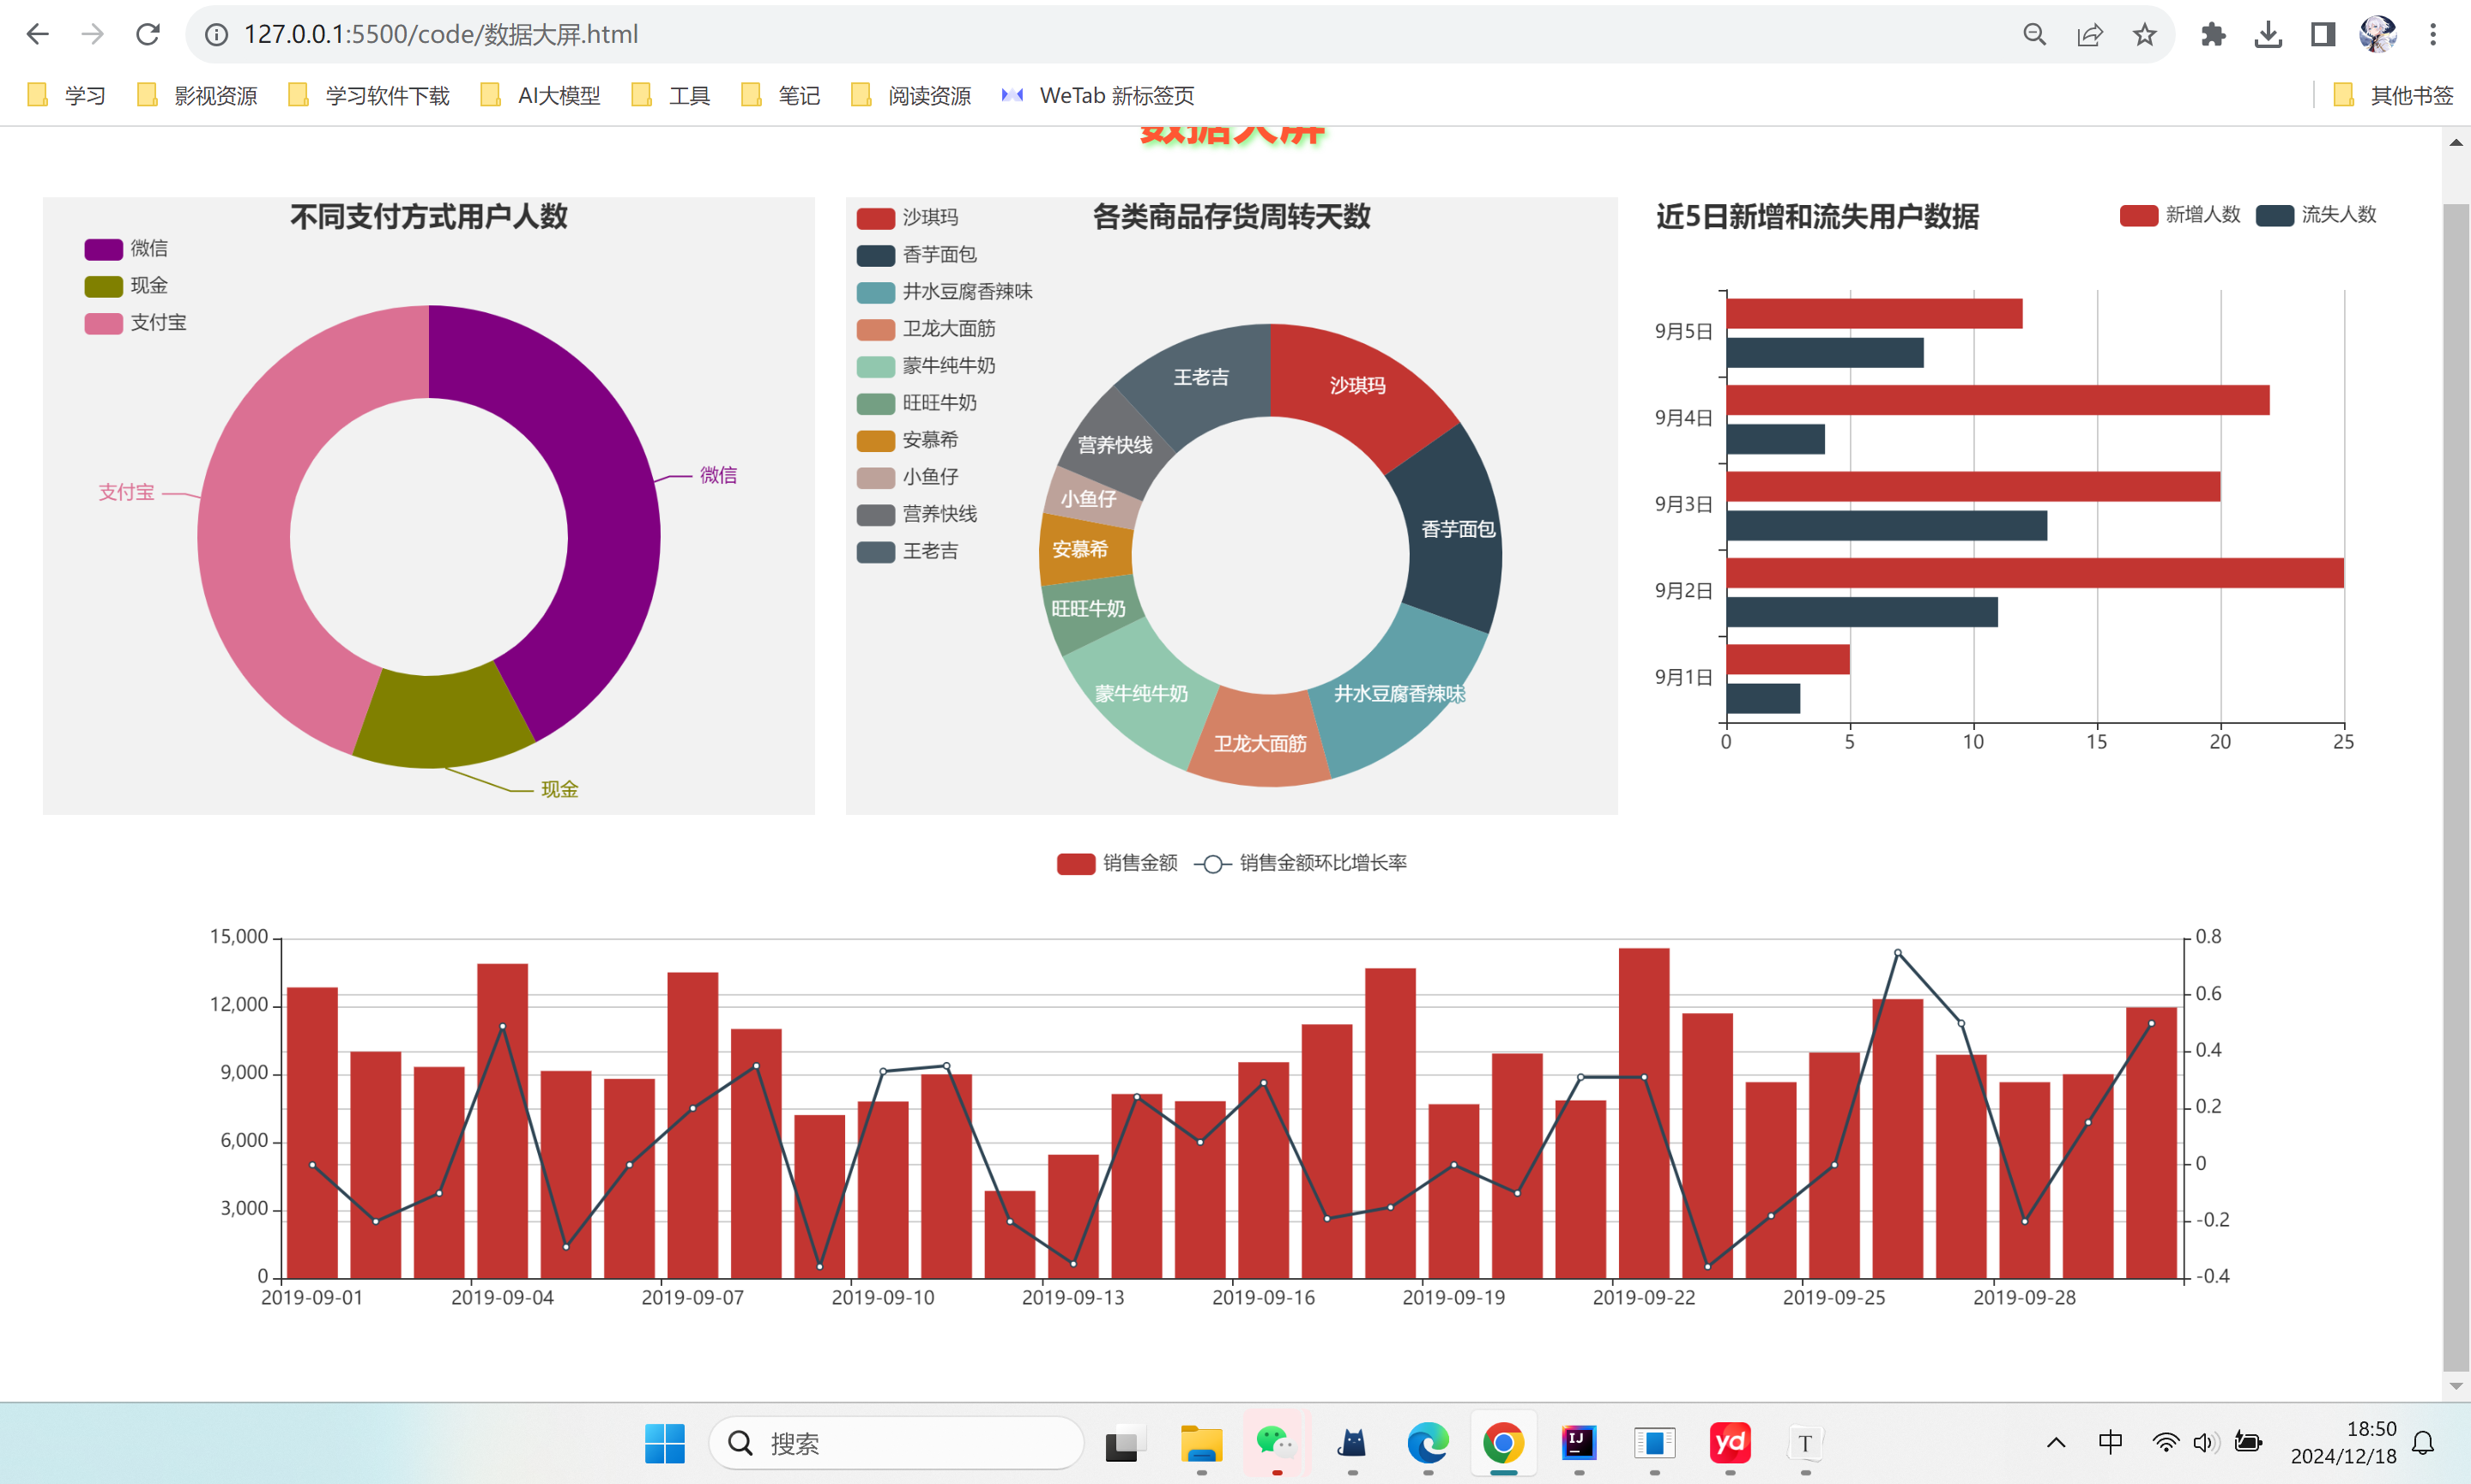 127.0.0.1:5500/code/数据大屏.html
学习 影视资源 学习软件下载 AI大模型 工具 笔记 阅读资源 WeTab 新标签页 其他书签
数据大屏
不同支付方式用户人数
微信
现金
支付宝
支付宝
微信
现金
各类商品存货周转天数
沙琪玛
香芋面包
井水豆腐香辣味
卫龙大面筋
蒙牛纯牛奶
旺旺牛奶
安慕希
小鱼仔
营养快线
王老吉
王老吉
沙琪玛
营养快线
小鱼仔
香芋面包
安慕希
旺旺牛奶
蒙牛纯牛奶
井水豆腐香辣味
卫龙大面筋
近5日新增和流失用户数据
新增人数 流失人数
9月5日
9月4日
9月3日
9月2日
9月1日
0 5 10 15 20 25
销售金额 销售金额环比增长率
15,000
12,000
9,000
6,000
3,000
0
0.8
0.6
0.4
0.2
0
-0.2
-0.4
2019-09-01 2019-09-04 2019-09-07 2019-09-10 2019-09-13 2019-09-16 2019-09-19 2019-09-22 2019-09-25 2019-09-28
搜索
IJ
yd
T
中
18:50
2024/12/18